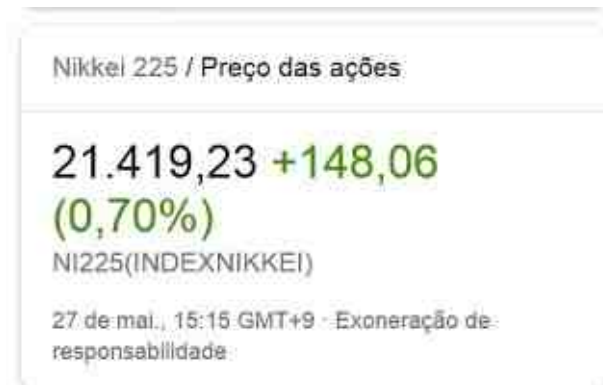 Nikkei 225 / Preço das ações
21.419,23 +148,06
(0,70%)
NI225(INDEXNIKKEI)
27 de mai., 15:15 GMT+9 · Exoneração de
responsabilidade